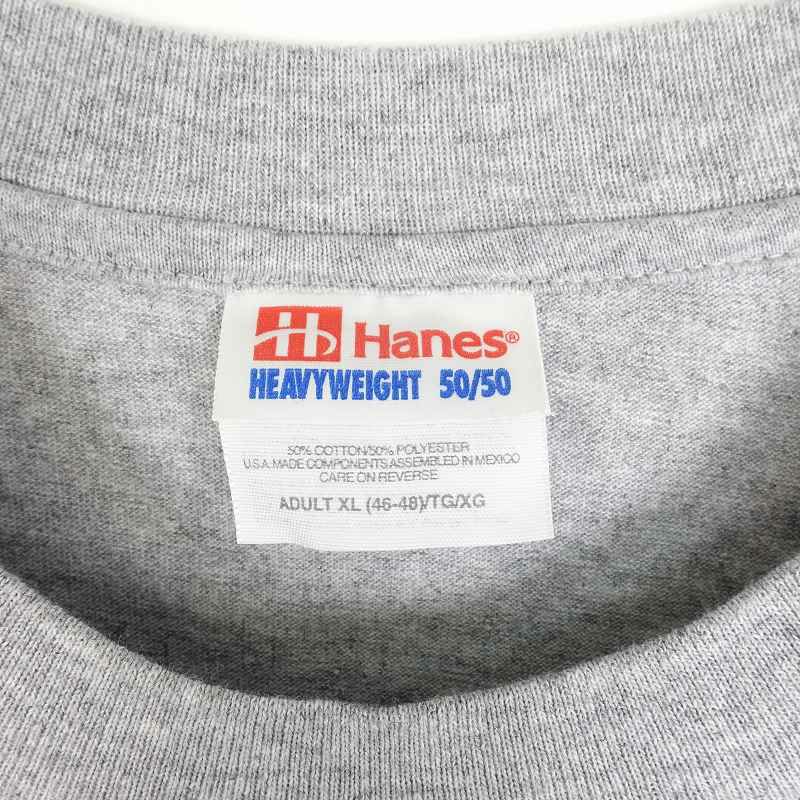 Hanes®
HEAVYWEIGHT 50/50
50% COTTON/50% POLYESTER
U.S.A. MADE COMPONENTS ASSEMBLED IN MEXICO
CARE ON REVERSE
ADULT XL (46-48)/TG/XG